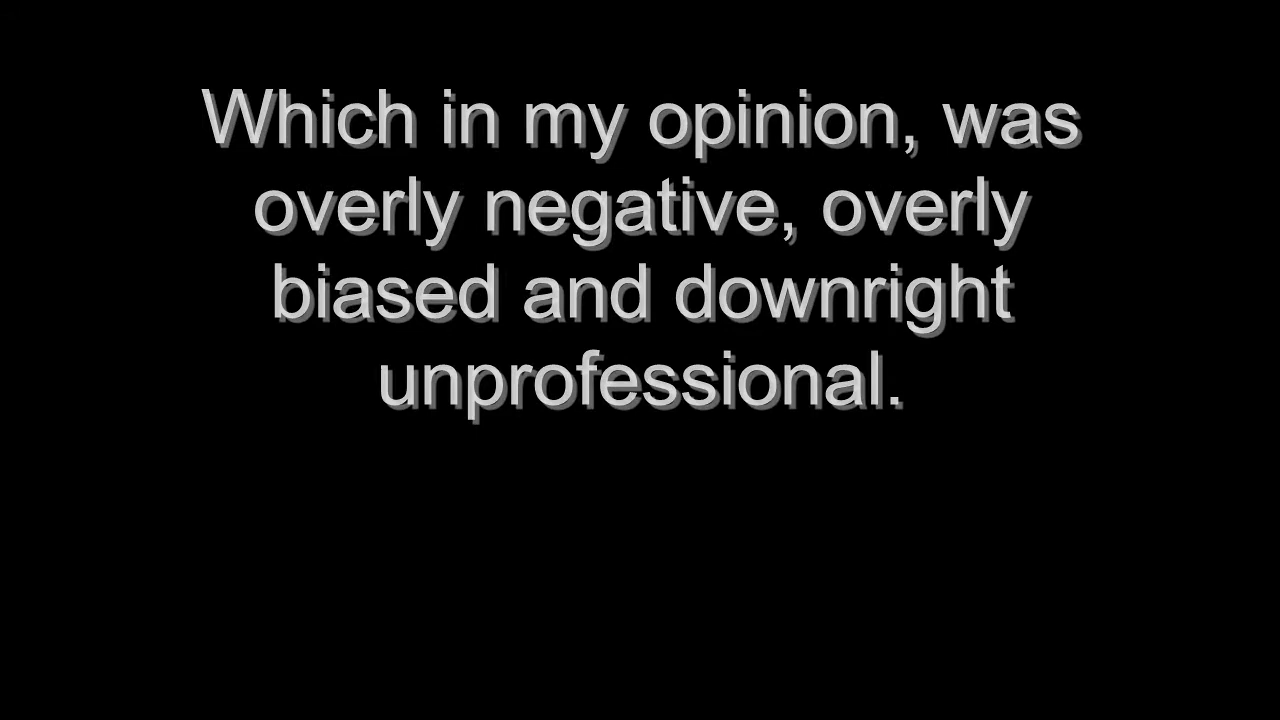 Which in my opinion, was
overly negative, overly
biased and downright
unprofessional.